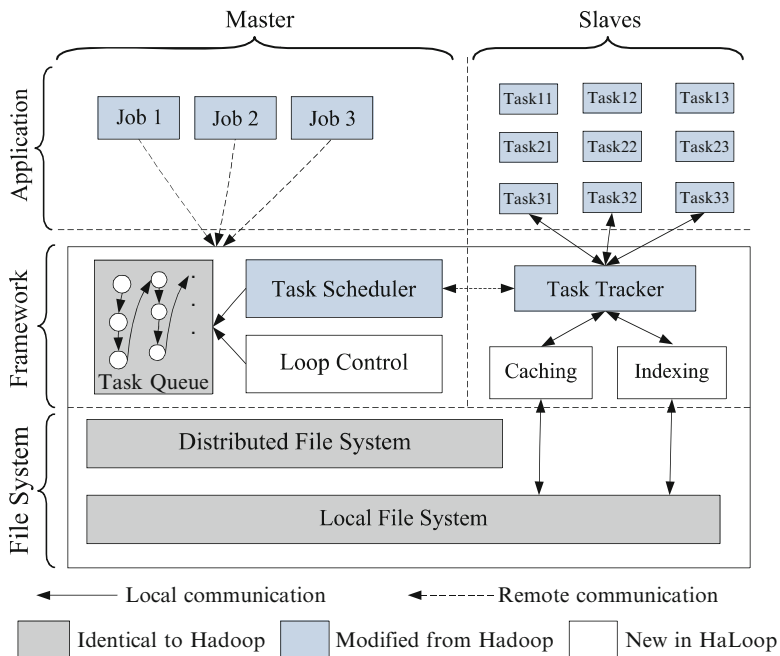 Master
Slaves
Application
Job 1
Job 2
Job 3
Task11
Task12
Task13
Task21
Task22
Task23
Task31
Task32
Task33
Framework
Task Queue
Task Scheduler
Loop Control
Task Tracker
Caching
Indexing
File System
Distributed File System
Local File System
Local communication
Remote communication
Identical to Hadoop
Modified from Hadoop
New in HaLoop